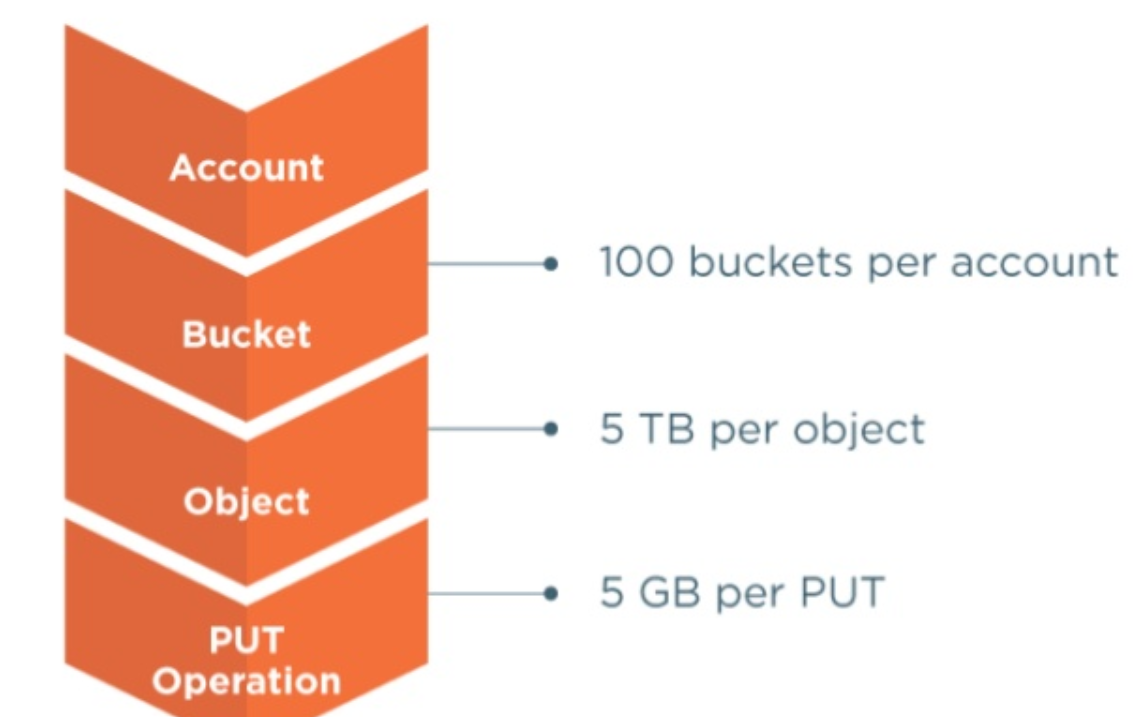 Account
100 buckets per account
Bucket
5 TB per object
Object
5 GB per PUT
PUT
Operation